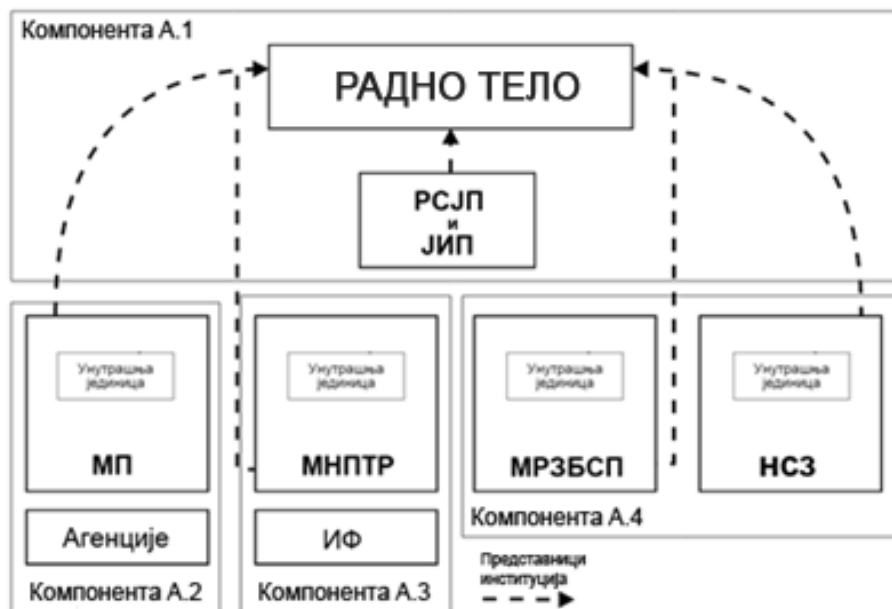 Компонента А.1
РАДНО ТЕЛО
РСЈП
и
ЈИП
Унутрашња
јединица
МП
Агенције
Компонента А.2
Унутрашња
јединица
МНПТР
ИФ
Компонента А.3
Унутрашња
јединица
МРЗБСП
Унутрашња
јединица
НСЗ
Компонента А.4
Представници
институција